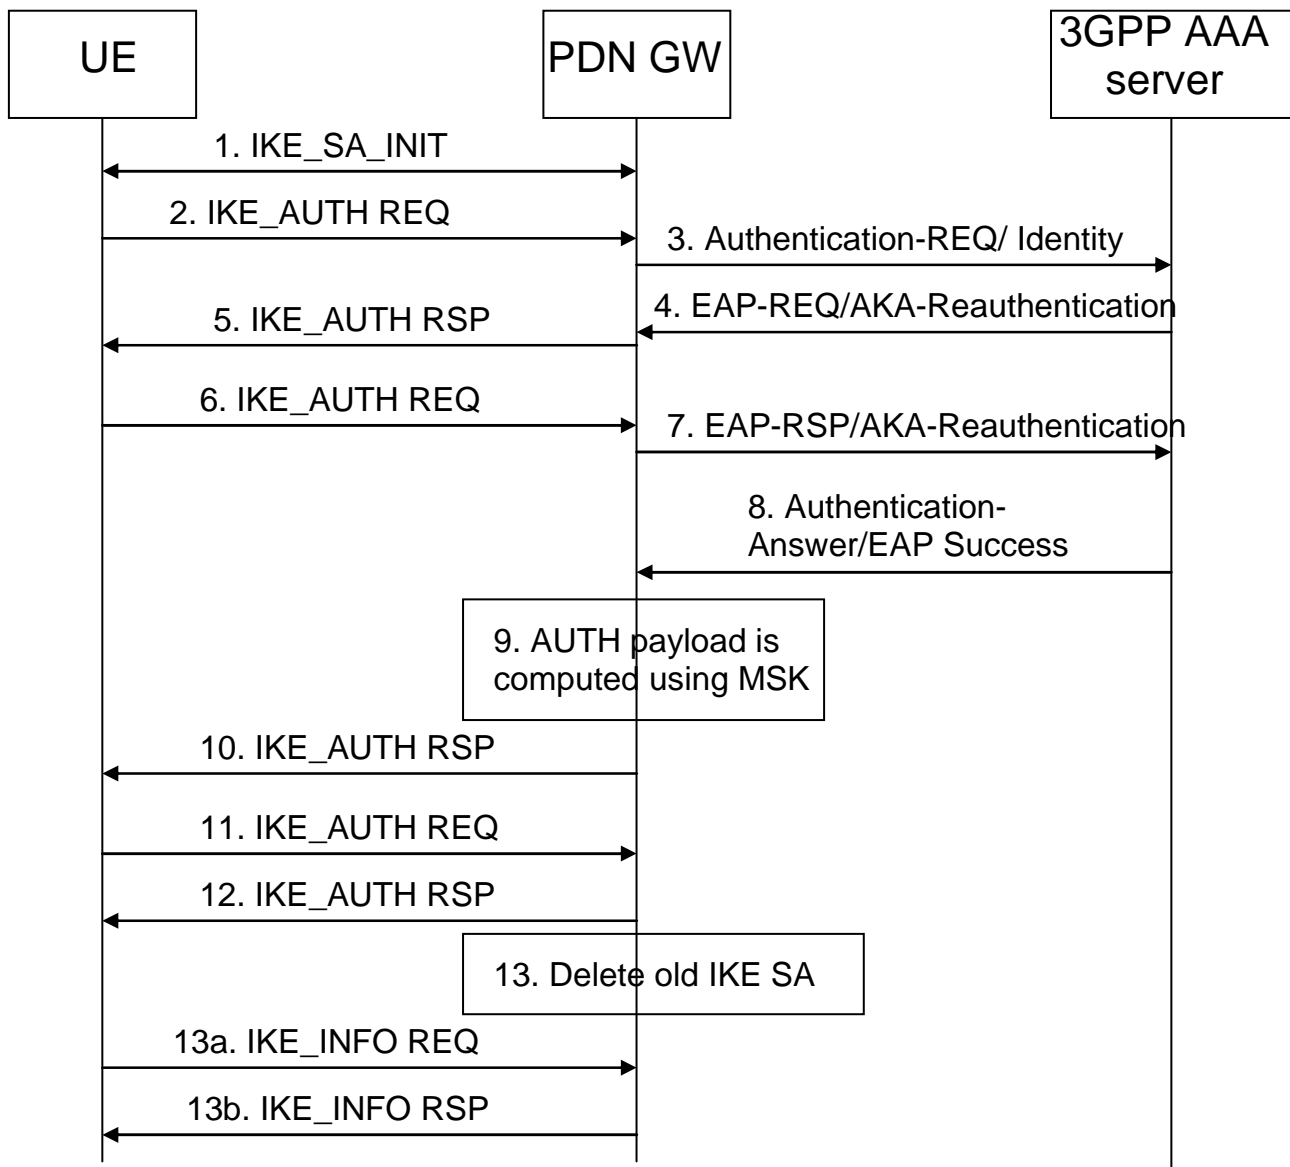 UE
PDN GW
3GPP AAA
server
1. IKE_SA_INIT
2. IKE_AUTH REQ
3. Authentication-REQ/ Identity
4. EAP-REQ/AKA-Reauthentication
5. IKE_AUTH RSP
6. IKE_AUTH REQ
7. EAP-RSP/AKA-Reauthentication
8. Authentication-
Answer/EAP Success
9. AUTH payload is
computed using MSK
10. IKE_AUTH RSP
11. IKE_AUTH REQ
12. IKE_AUTH RSP
13. Delete old IKE SA
13a. IKE_INFO REQ
13b. IKE_INFO RSP